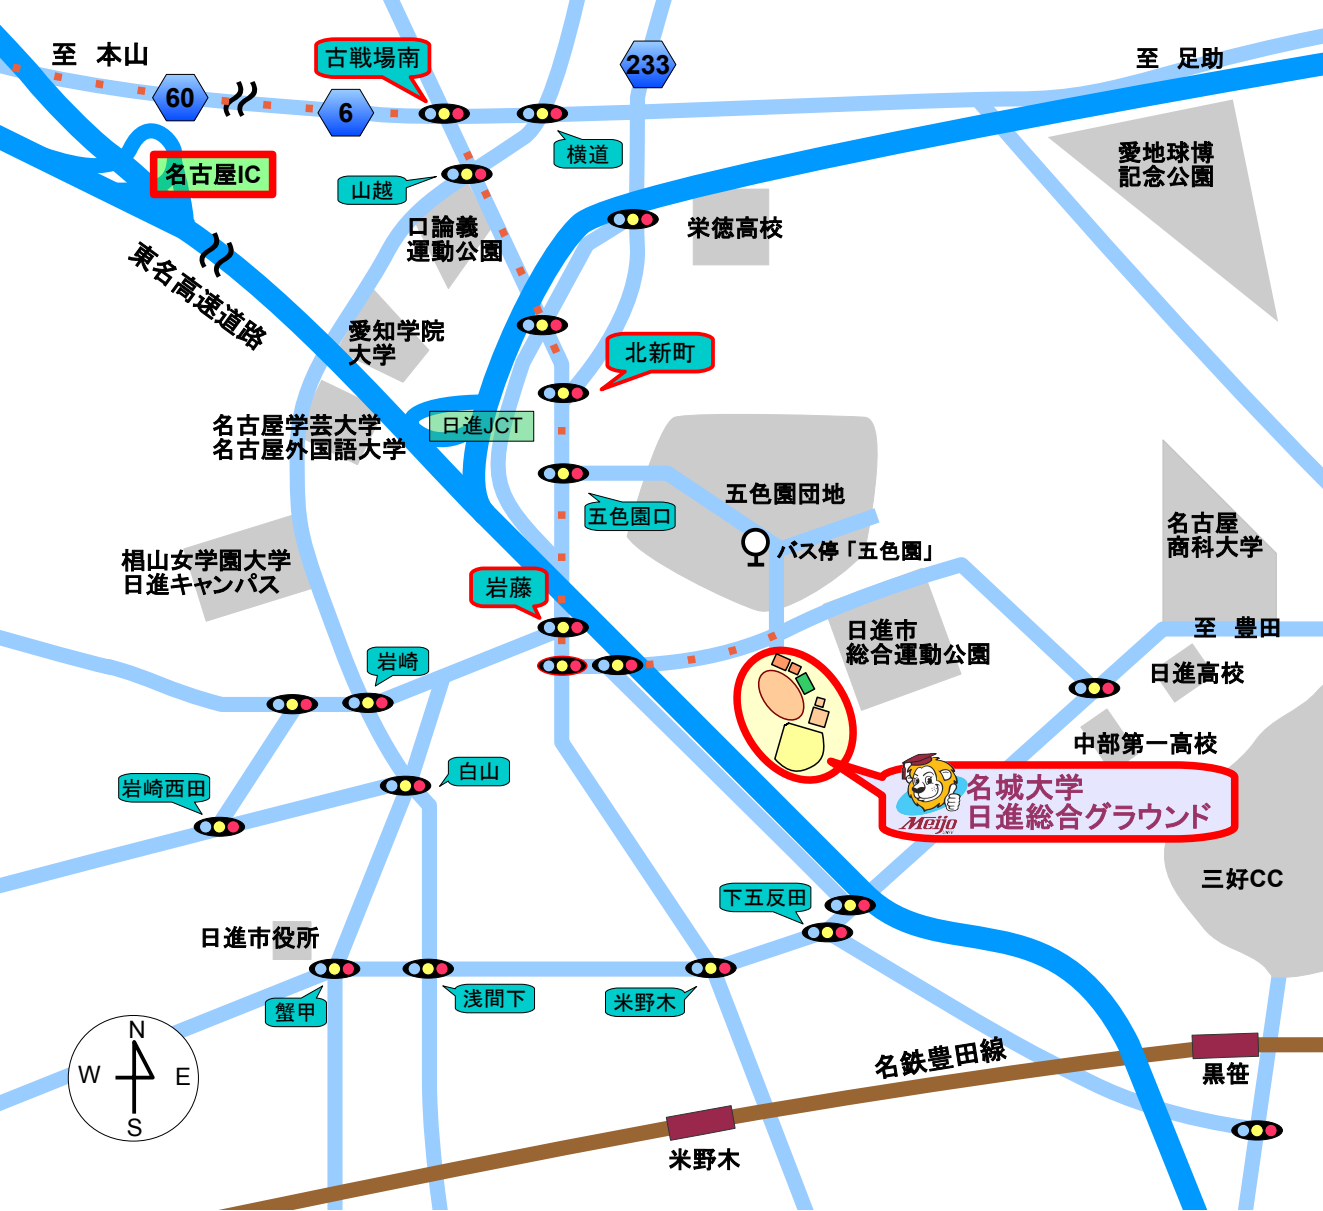 至　本山
古戦場南
233
至　足助
60
6
横道
愛地球博
記念公園
名古屋IC
山越
口論義
運動公園
栄徳高校
東名高速道路
愛知学院
大学
北新町
名古屋学芸大学
名古屋外国語大学
日進JCT
五色園団地
五色園口
名古屋
商科大学
バス停「五色園」
椙山女学園大学
日進キャンパス
岩藤
至　豊田
日進市
総合運動公園
岩崎
日進高校
中部第一高校
白山
岩崎西田
名城大学
日進総合グラウンド
Meijo
三好CC
下五反田
日進市役所
蟹甲
浅間下
米野木
N
W
E
S
名鉄豊田線
黒笹
米野木